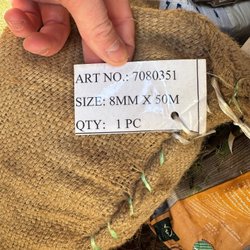 ART NO.: 7080351
SIZE: 8MM X 50M
QTY: 1 PC